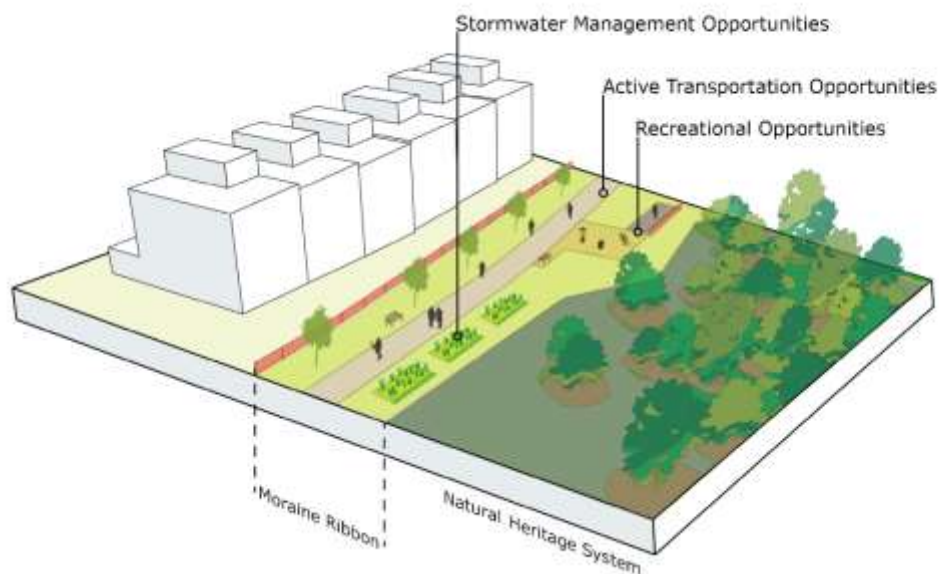 Stormwater Management Opportunities
Active Transportation Opportunities
Recreational Opportunities
Moraine Ribbon
Natural Heritage System